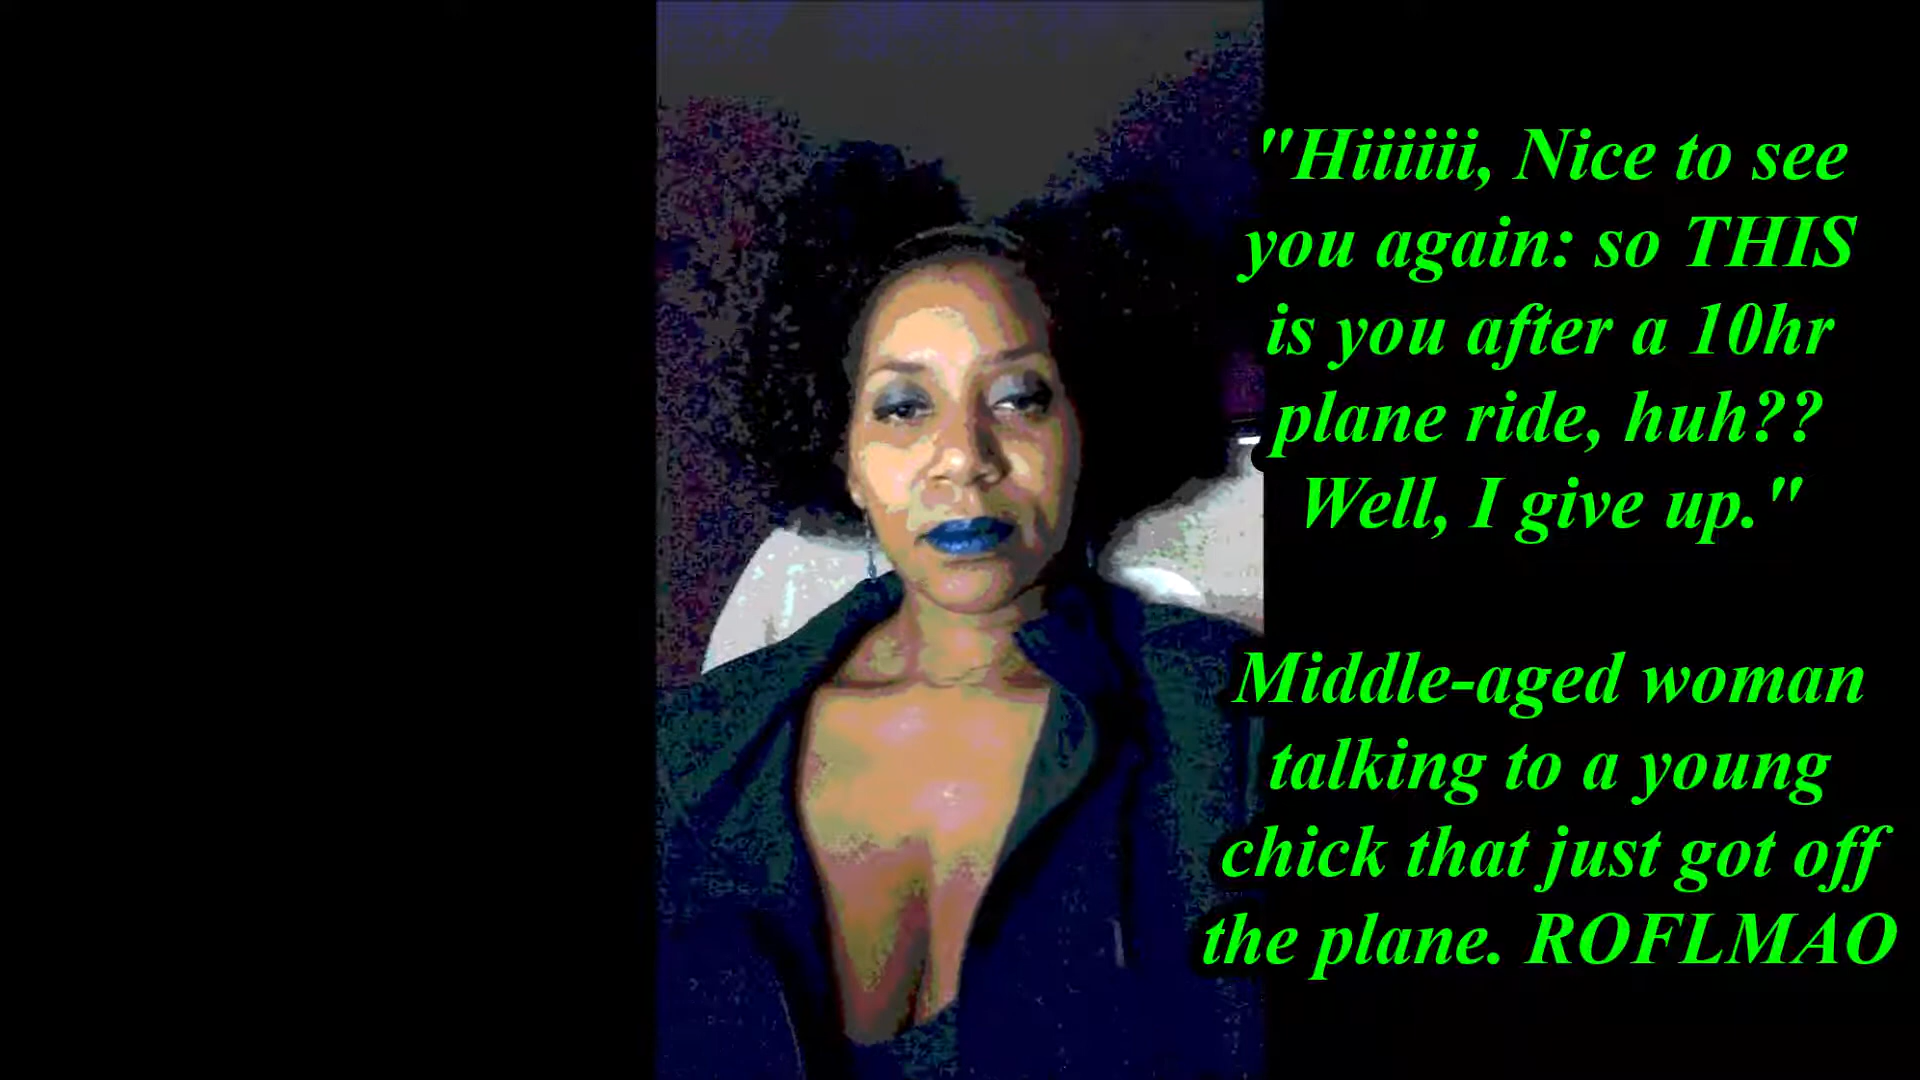 "Hiiiiii, Nice to see
you again: so THIS
is you after a 10hr
plane ride, huh??
Well, I give up."
Middle-aged woman
talking to a young
chick that just got off
the plane. ROFLMAO